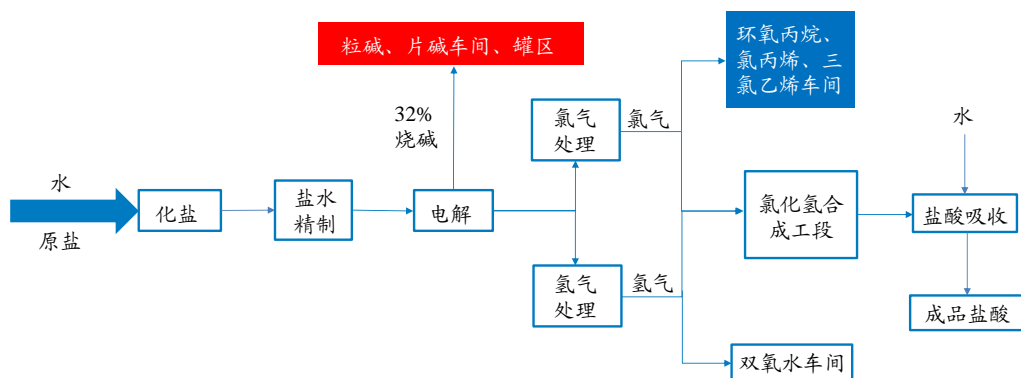 粒碱、片碱车间、罐区
环氧丙烷、
氯丙烯、三
氯乙烯车间
32%
烧碱
氯气
处理
氯气
水
水
原盐
化盐
盐水
精制
电解
氯化氢合
成工段
盐酸吸收
氢气
处理
氢气
成品盐酸
双氧水车间